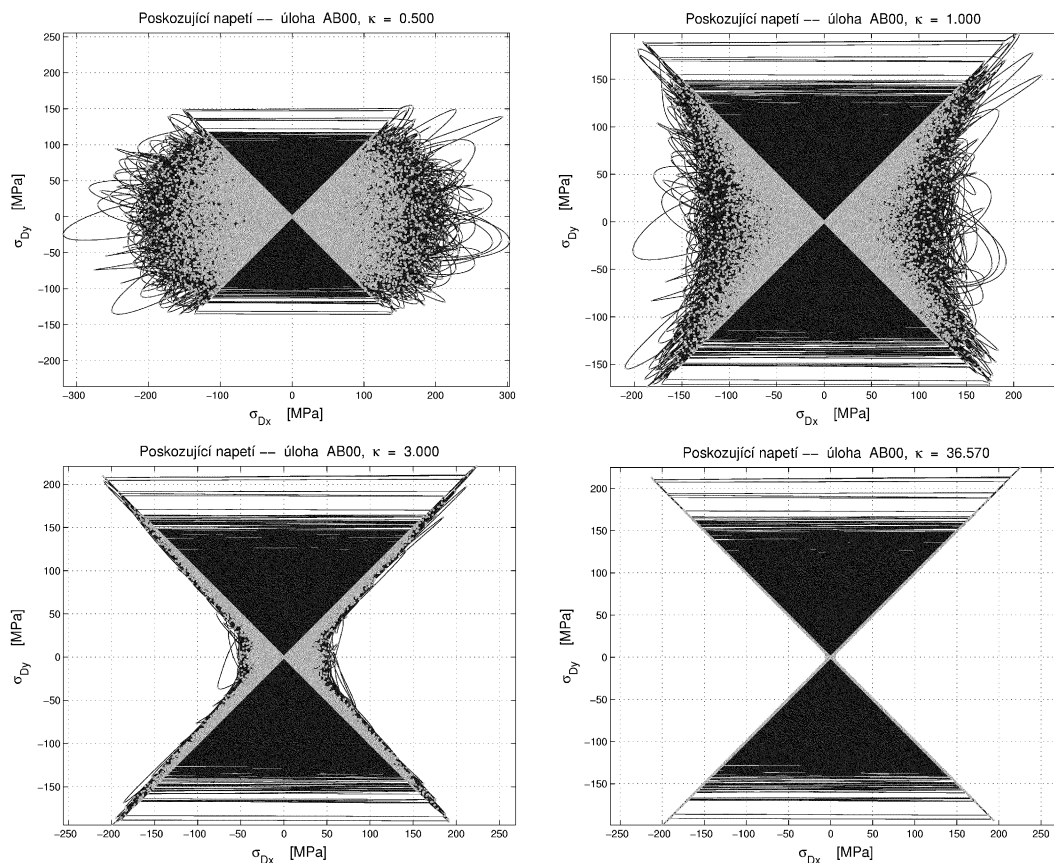 Poskozující napetí -- úloha AB00, κ = 0.500
250
200
150
100
50
0
-50
-100
-150
-200
σDy [MPa]
-300 -200 -100 0 100 200 300
σDx [MPa]
Poskozující napetí -- úloha AB00, κ = 1.000
150
100
50
0
-50
-100
-150
σDy [MPa]
-200 -150 -100 -50 0 50 100 150 200
σDx [MPa]
Poskozující napetí -- úloha AB00, κ = 3.000
200
150
100
50
0
-50
-100
-150
σDy [MPa]
-250 -200 -150 -100 -50 0 50 100 150 200 250
σDx [MPa]
Poskozující napetí -- úloha AB00, κ = 36.570
200
150
100
50
0
-50
-100
-150
σDy [MPa]
-250 -200 -150 -100 -50 0 50 100 150 200 250
σDx [MPa]